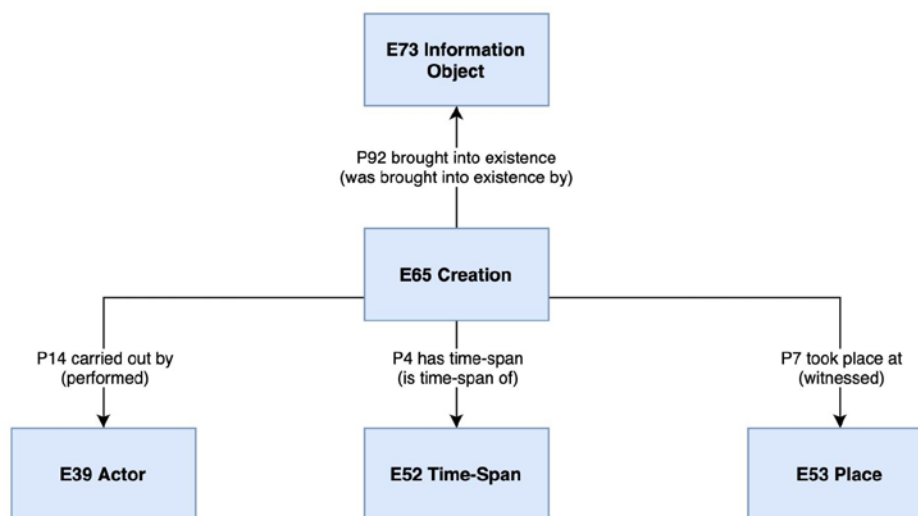 E73 Information
Object
P92 brought into existence
(was brought into existence by)
E65 Creation
P14 carried out by
(performed)
P4 has time-span
(is time-span of)
P7 took place at
(witnessed)
E39 Actor
E52 Time-Span
E53 Place